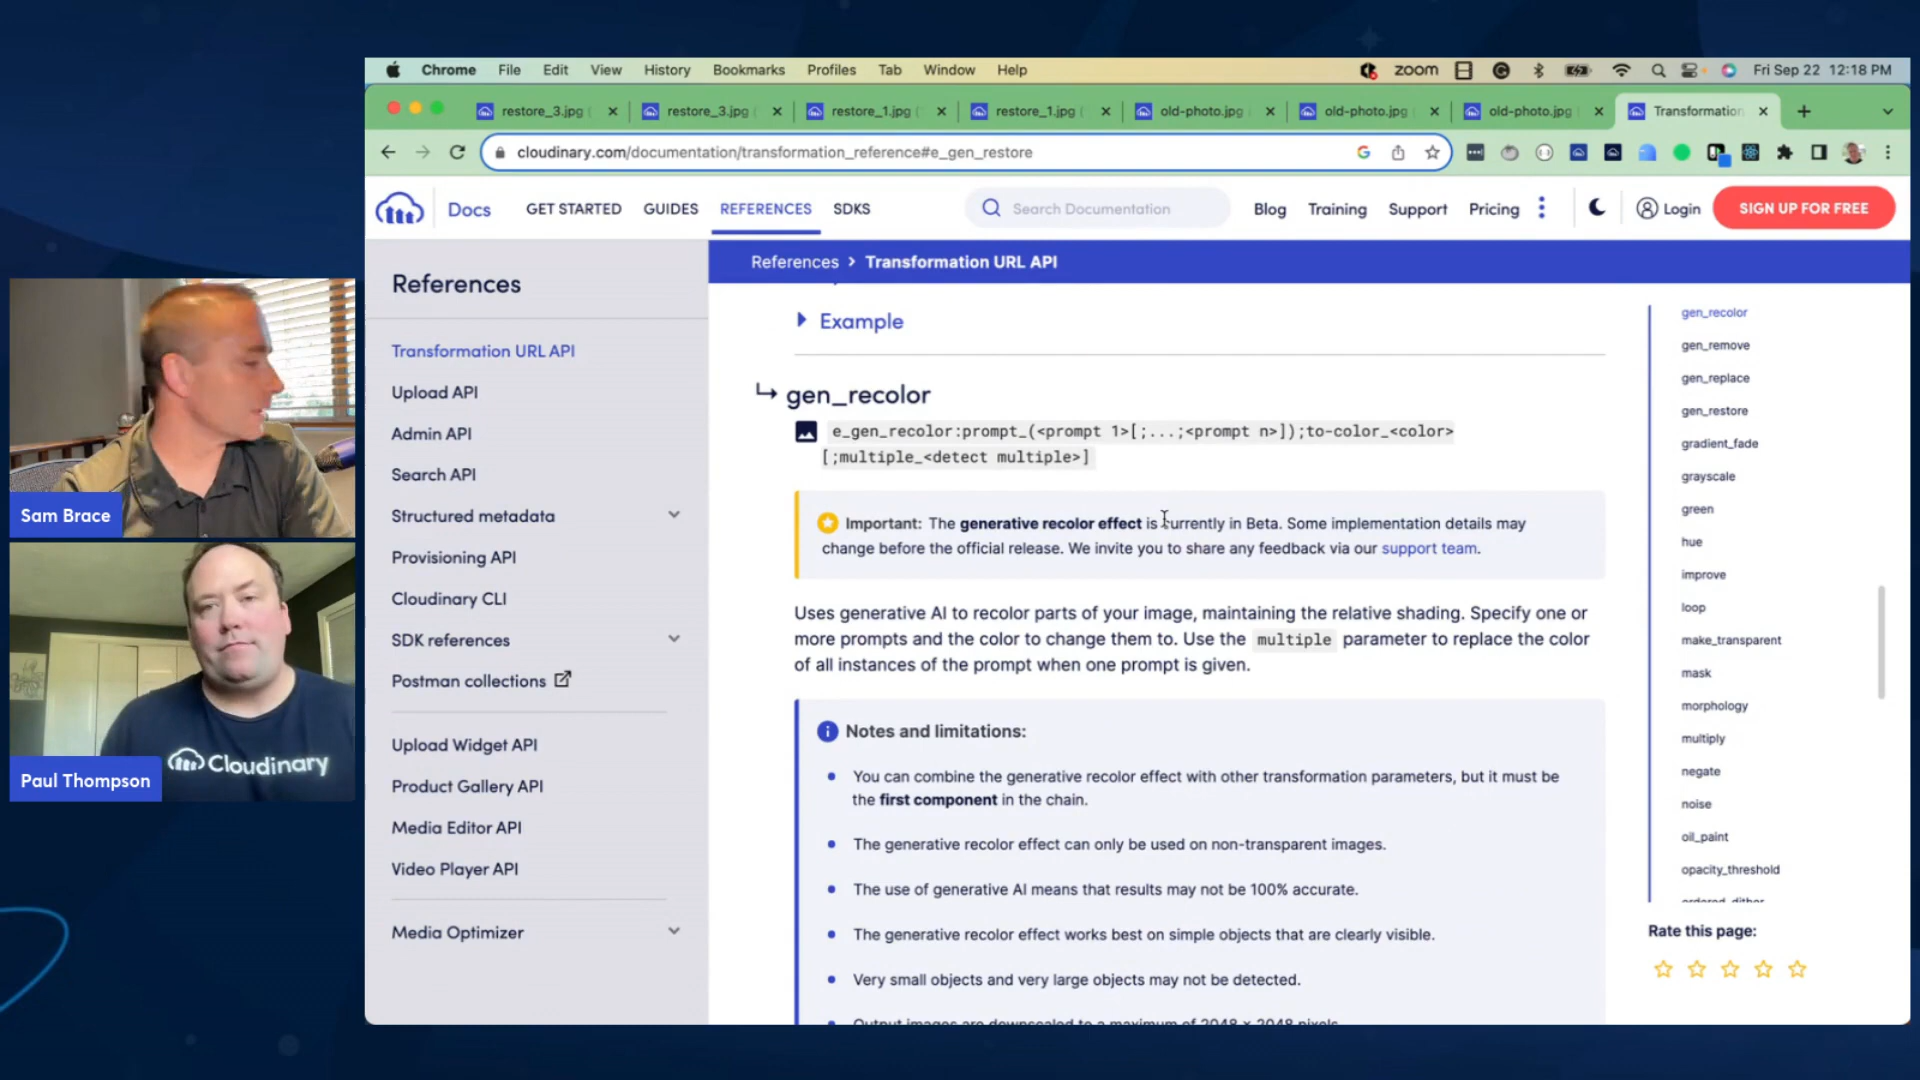 Chrome File Edit View History Bookmarks Profiles Tab Window Help zoom Fri Sep 22 12:18 PM
restore_3.jpg restore_3.jpg restore_1.jpg restore_1.jpg old-photo.jpg old-photo.jpg old-photo.jpg Transformation
cloudinary.com/documentation/transformation_reference#e_gen_restore
Docs GET STARTED GUIDES REFERENCES SDKS Search Documentation Blog Training Support Pricing Login SIGN UP FOR FREE
References > Transformation URL API
References
Transformation URL API
Upload API
Admin API
Search API
Structured metadata
Provisioning API
Cloudinary CLI
SDK references
Postman collections
Upload Widget API
Product Gallery API
Media Editor API
Video Player API
Media Optimizer
Example
gen_recolor
e_gen_recolor:prompt_(<prompt 1>[;...;<prompt n>]);to-color_<color>
[;multiple_<detect multiple>]
Important: The generative recolor effect is currently in Beta. Some implementation details may
change before the official release. We invite you to share any feedback via our support team.
Uses generative AI to recolor parts of your image, maintaining the relative shading. Specify one or
more prompts and the color to change them to. Use the multiple parameter to replace the color
of all instances of the prompt when one prompt is given.
Notes and limitations:
You can combine the generative recolor effect with other transformation parameters, but it must be
the first component in the chain.
The generative recolor effect can only be used on non-transparent images.
The use of generative AI means that results may not be 100% accurate.
The generative recolor effect works best on simple objects that are clearly visible.
Very small objects and very large objects may not be detected.
Output images are downscaled to a maximum of 2048 x 2048 pixels.
gen_recolor
gen_remove
gen_replace
gen_restore
gradient_fade
grayscale
green
hue
improve
loop
make_transparent
mask
morphology
multiply
negate
noise
oil_paint
opacity_threshold
ordered_dither
Rate this page:
Sam Brace
Cloudinary
Paul Thompson